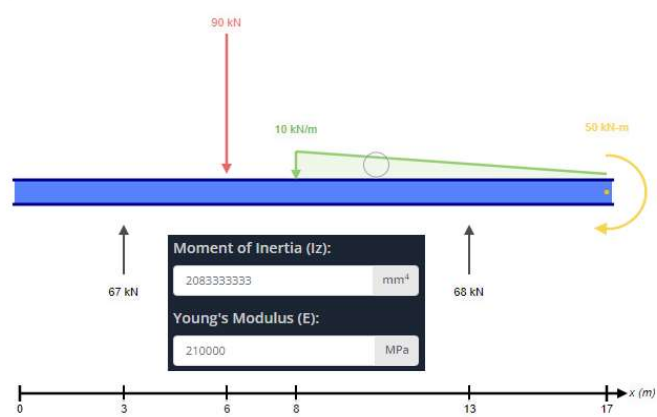 90 kN
10 kN/m
50 kN-m
Moment of Inertia (Iz):
2083333333 mm⁴
67 kN
68 kN
Young's Modulus (E):
210000 MPa
x (m)
0 3 6 8 13 17